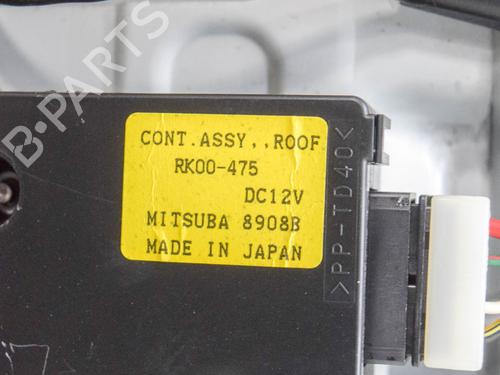 CONT.ASSY,,ROOF
RK00-475
DC12V
MITSUBA 8908B
MADE IN JAPAN
>PP-TD40<
B-PARTS